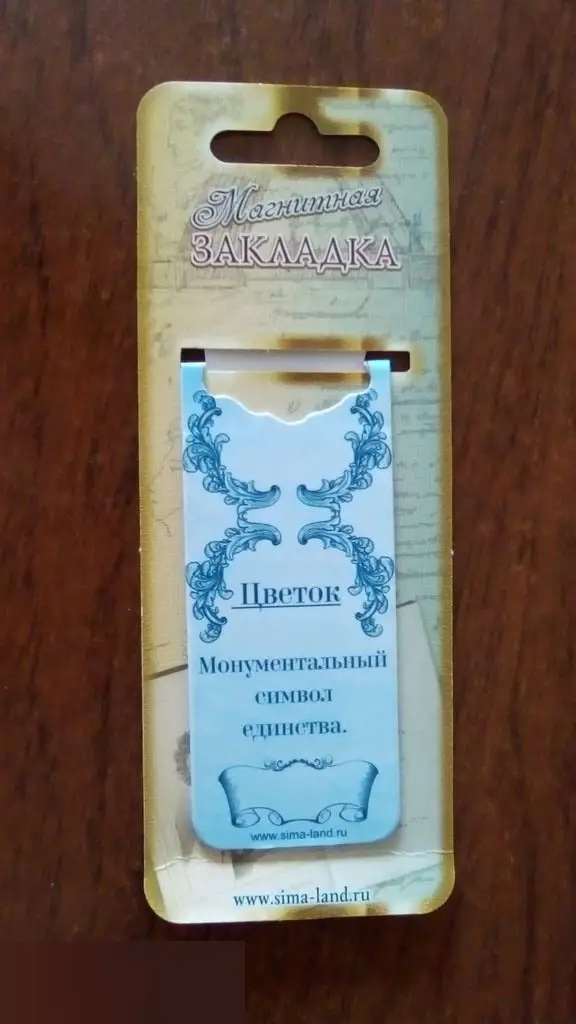 Магнитная
ЗАКЛАДКА
Цветок
Монументальный
символ
единства.
www.sima-land.ru
www.sima-land.ru